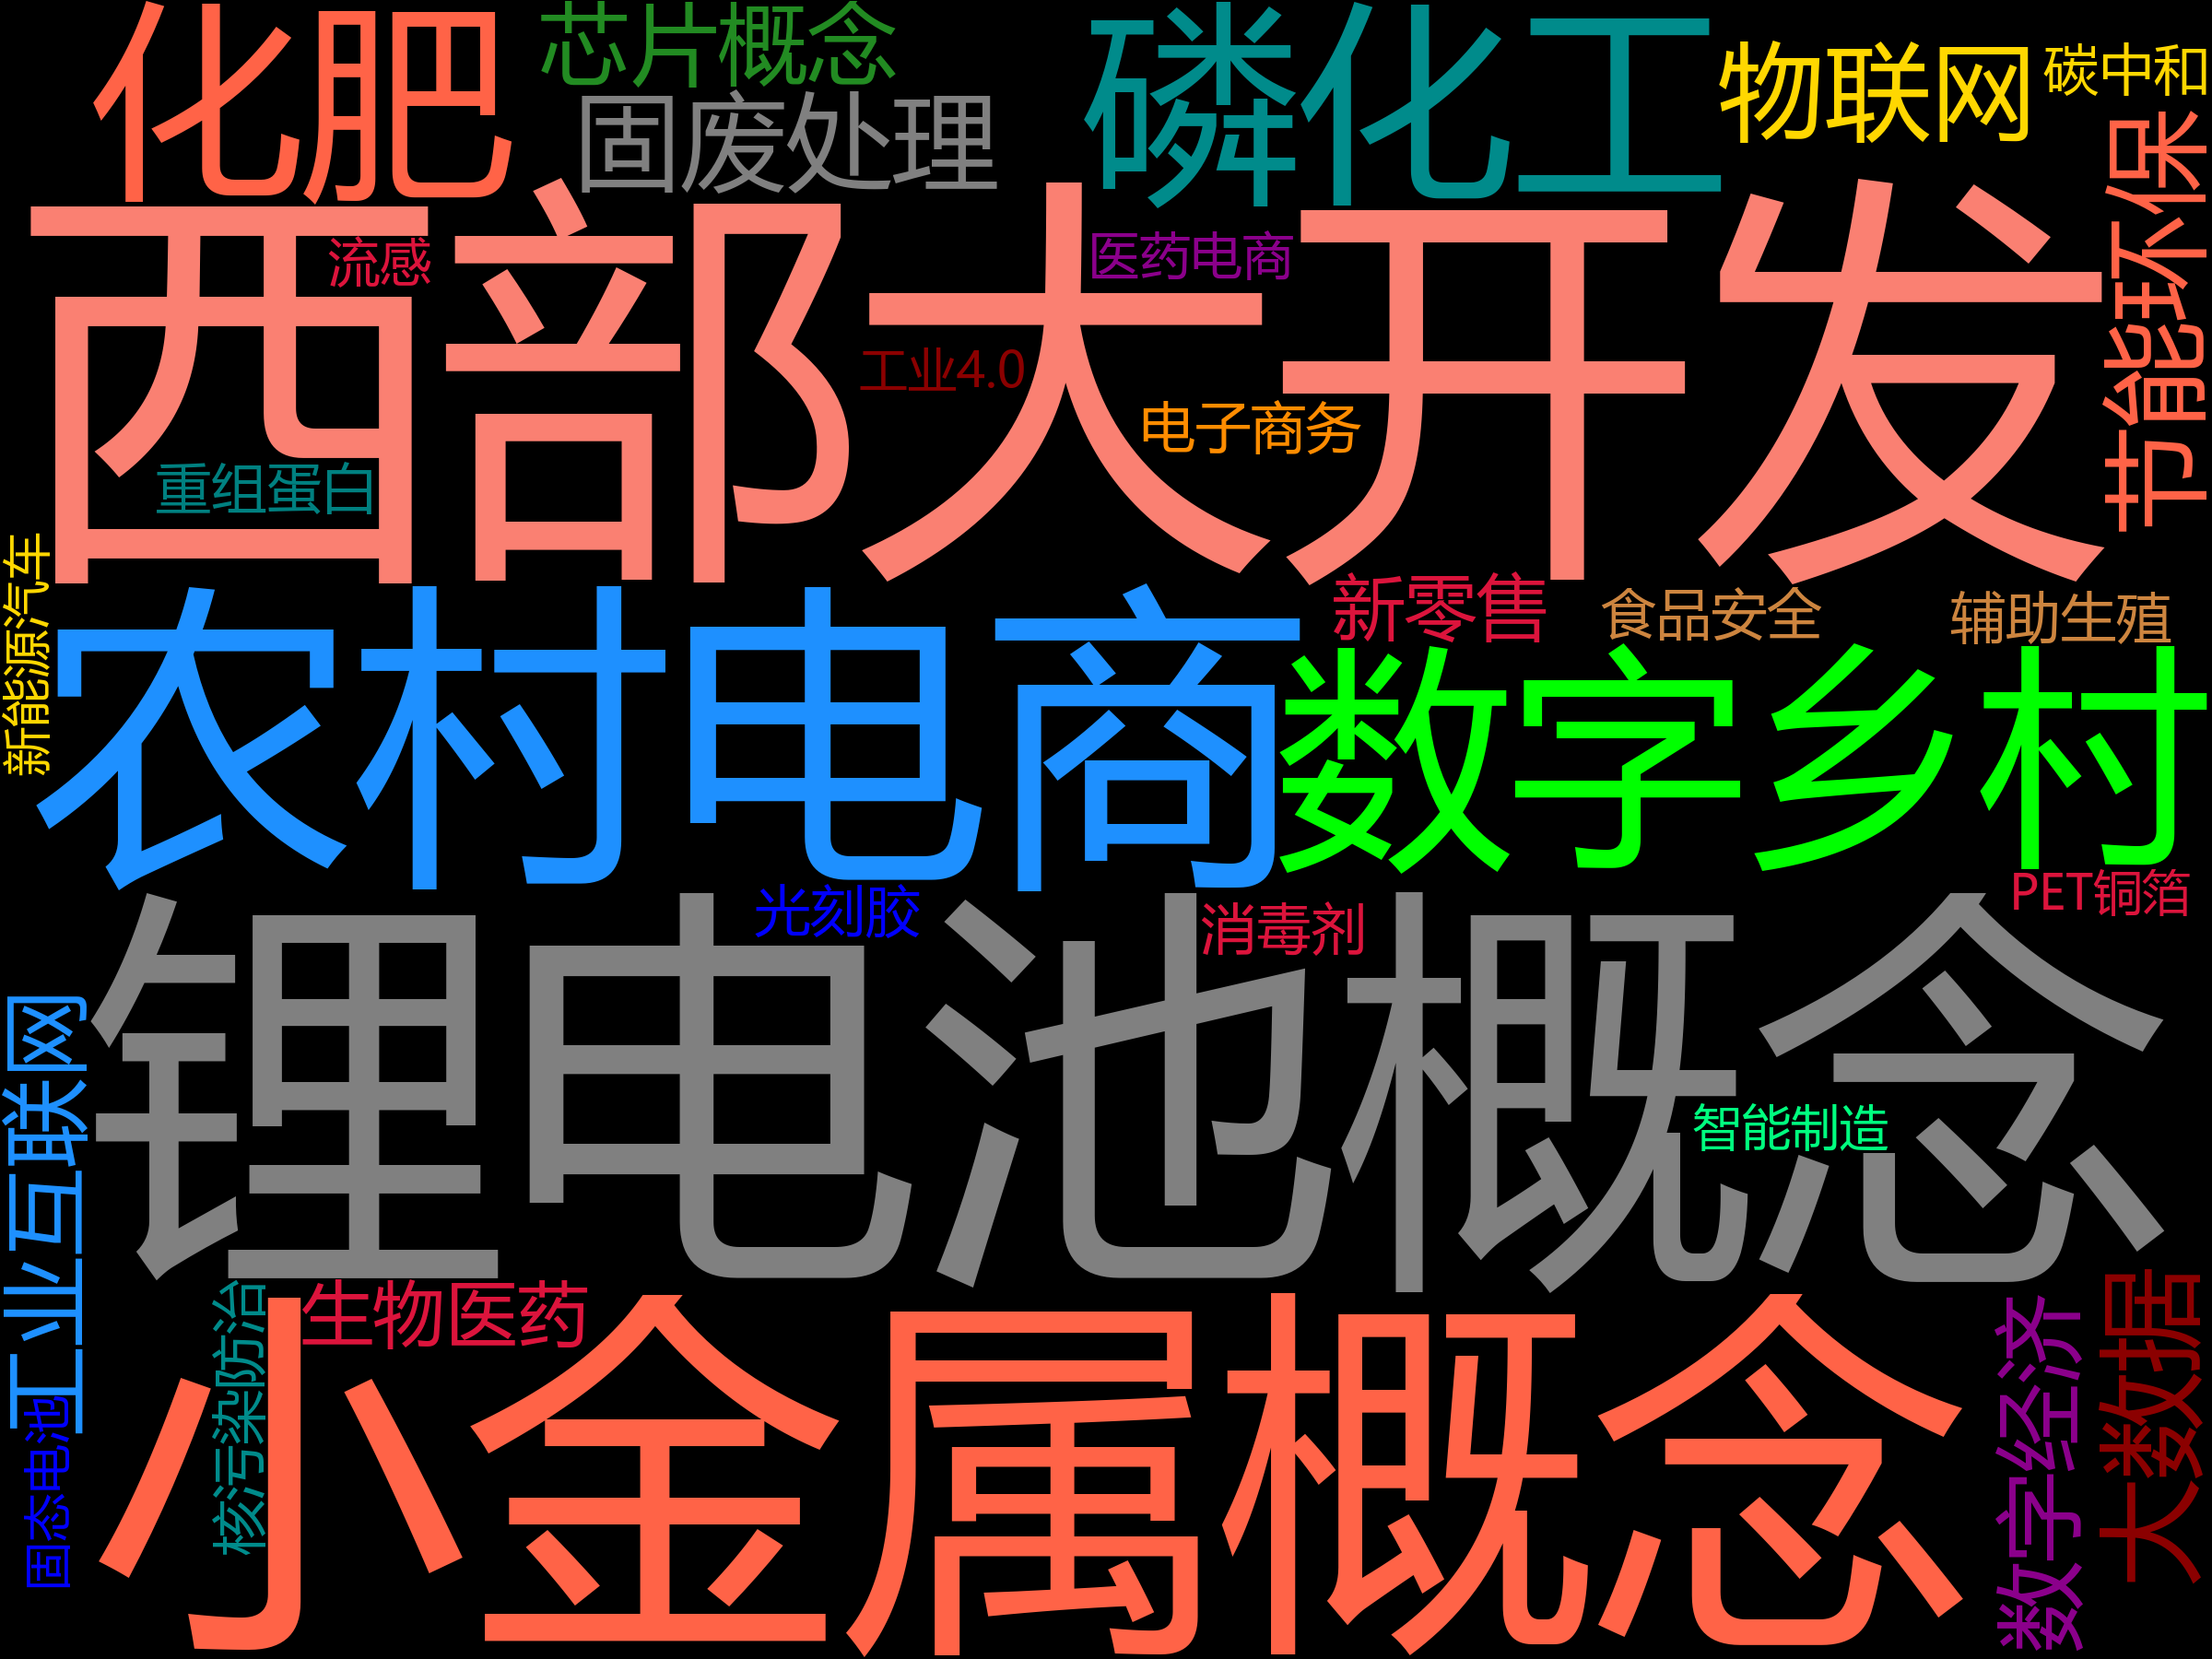 化肥
芯片概念
磷化工
物联网
碳中和
固废处理
节能环保
西部大开发
流感
医药电商
工业4.0
电子商务
重组蛋白
新能源汽车
新零售
食品安全
辅助生殖
农村电商
数字乡村
PET铜箔
光刻胶
消毒剂
锂电池概念
工业互联网
智能制造
生物医药
小金属概念
核污染防治
固态电池
数字经济
大数据